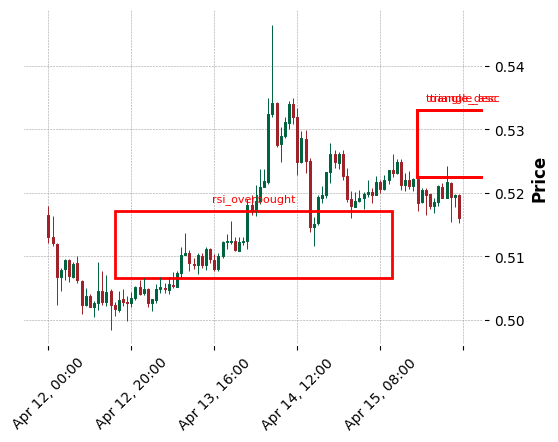 0.54
0.53
0.52
0.51
0.50
Price
rsi_overbought
Apr 12, 00:00
Apr 12, 20:00
Apr 13, 16:00
Apr 14, 12:00
Apr 15, 08:00